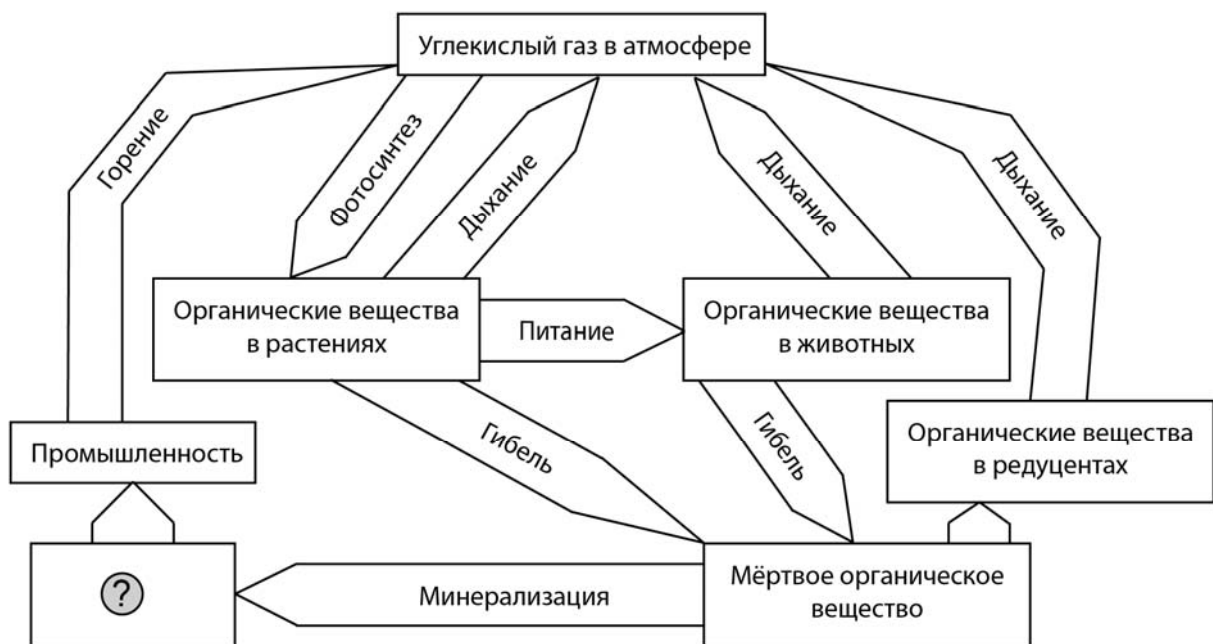 Углекислый газ в атмосфере
Горение
Фотосинтез
Дыхание
Дыхание
Дыхание
Органические вещества
в растениях
Питание
Органические вещества
в животных
Промышленность
Гибель
Гибель
Органические вещества
в редуцентах
?
Минерализация
Мёртвое органическое
вещество